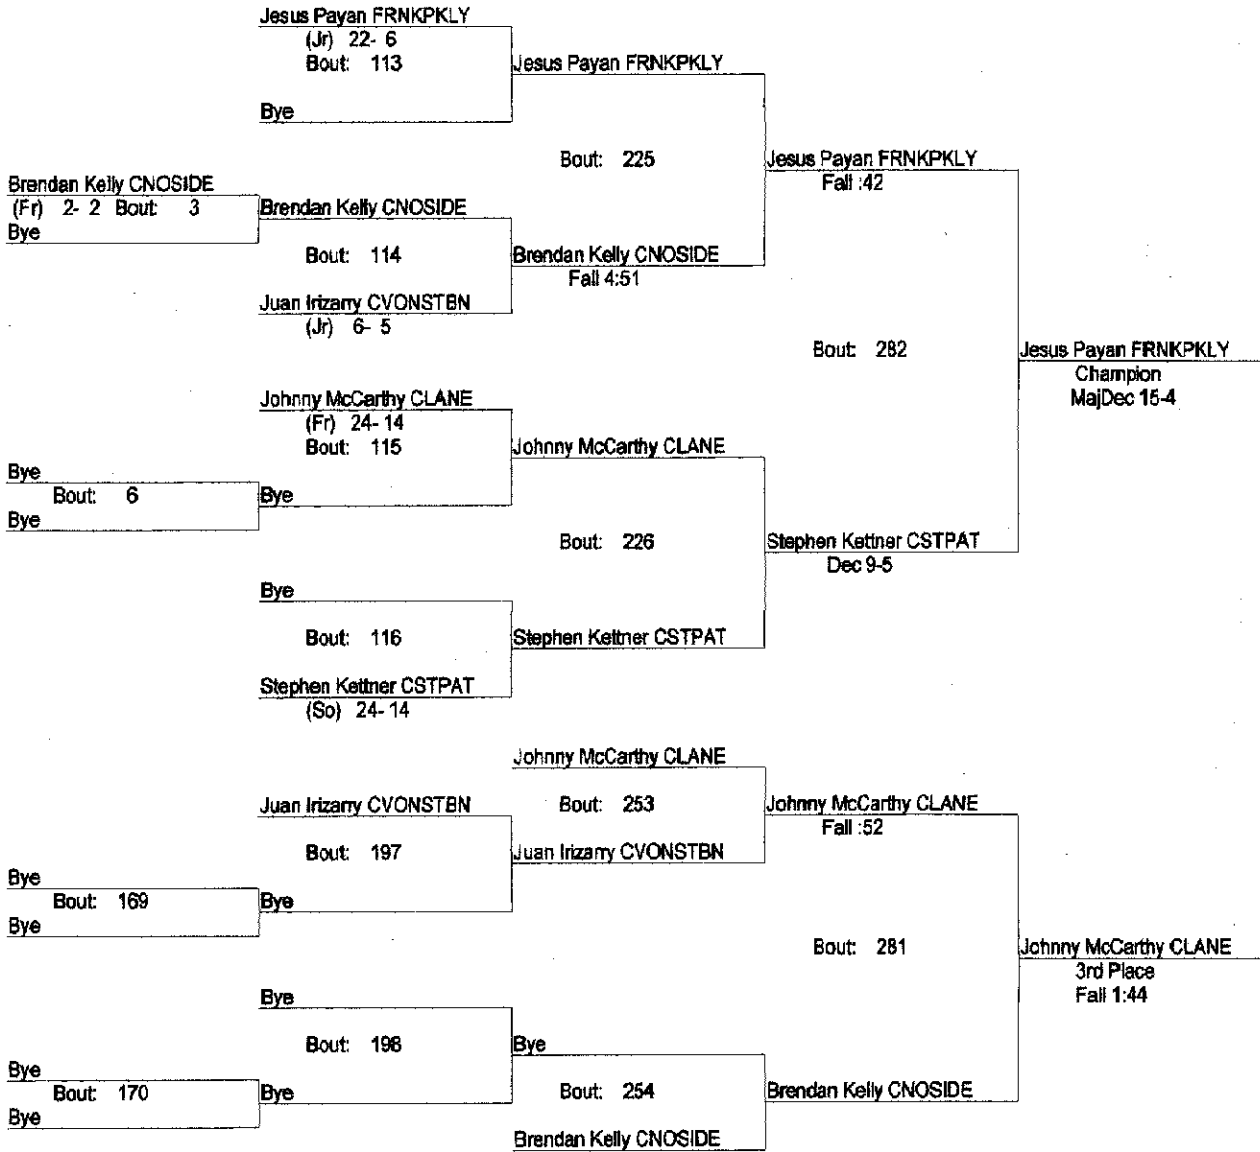 Jesus Payan FRNKPKLY
(Jr) 22- 6
Bout: 113
Jesus Payan FRNKPKLY
Bye
Bout: 225
Jesus Payan FRNKPKLY
Fall :42
Brendan Kelly CNOSIDE
(Fr) 2- 2 Bout: 3
Bye
Brendan Kelly CNOSIDE
Bout: 114
Brendan Kelly CNOSIDE
Fall 4:51
Juan Irizarry CVONSTBN
(Jr) 6- 5
Bout: 282
Jesus Payan FRNKPKLY
Champion
MajDec 15-4
Johnny McCarthy CLANE
(Fr) 24- 14
Bout: 115
Johnny McCarthy CLANE
Bye
Bout: 6
Bye
Bye
Bout: 226
Stephen Kettner CSTPAT
Dec 9-5
Bye
Bout: 116
Stephen Kettner CSTPAT
Stephen Kettner CSTPAT
(So) 24- 14
Johnny McCarthy CLANE
Juan Irizarry CVONSTBN
Bout: 253
Johnny McCarthy CLANE
Fall :52
Bout: 197
Juan Irizarry CVONSTBN
Bye
Bout: 169
Bye
Bye
Bout: 281
Johnny McCarthy CLANE
3rd Place
Fall 1:44
Bye
Bout: 198
Bye
Bye
Bout: 170
Bye
Bye
Bout: 254
Brendan Kelly CNOSIDE
Brendan Kelly CNOSIDE